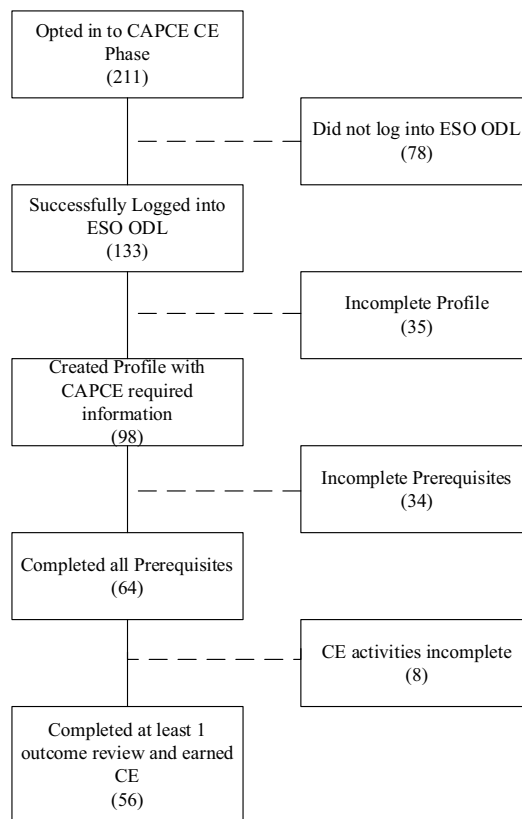 Opted in to CAPCE CE
Phase
(211)
Did not log into ESO ODL
(78)
Successfully Logged into
ESO ODL
(133)
Incomplete Profile
(35)
Created Profile with
CAPCE required
information
(98)
Incomplete Prerequisites
(34)
Completed all Prerequisites
(64)
CE activities incomplete
(8)
Completed at least 1
outcome review and earned
CE
(56)